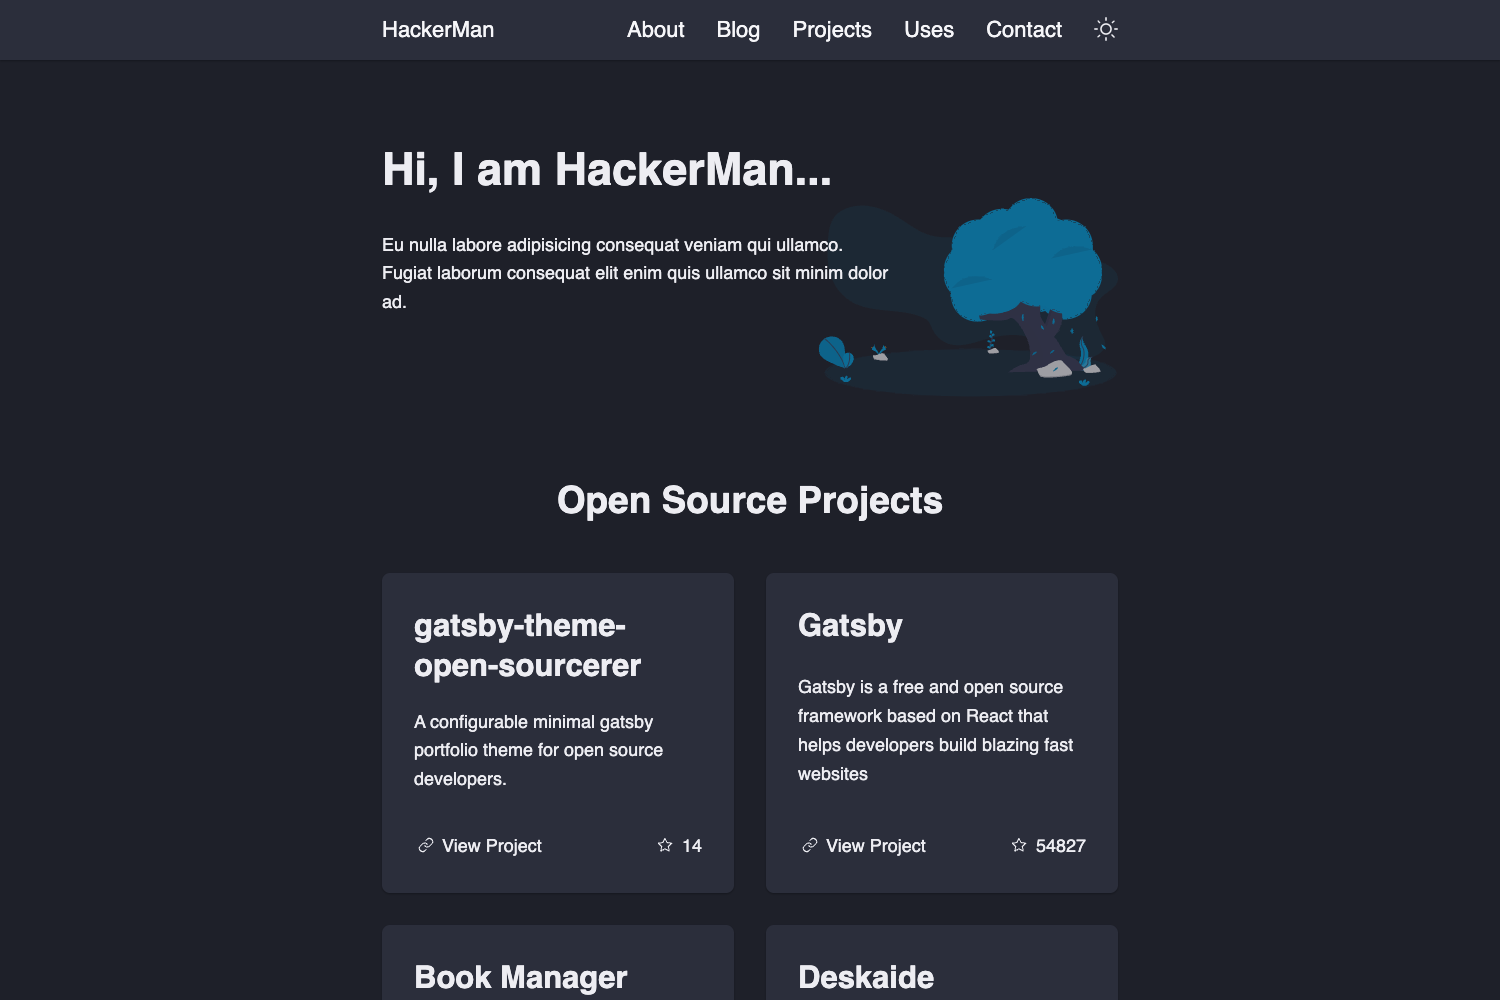 HackerMan
About
Blog
Projects
Uses
Contact
Hi, I am HackerMan...
Eu nulla labore adipisicing consequat veniam qui ullamco.
Fugiat laborum consequat elit enim quis ullamco sit minim dolor
ad.
Open Source Projects
gatsby-theme-
open-sourcerer
A configurable minimal gatsby
portfolio theme for open source
developers.
View Project
14
Gatsby
Gatsby is a free and open source
framework based on React that
helps developers build blazing fast
websites
View Project
54827
Book Manager
Deskaide